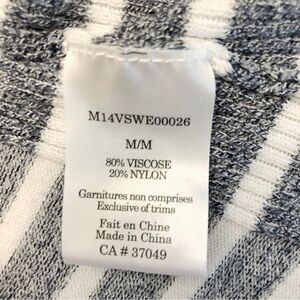 M14VSWE00026
M/M
80% VISCOSE
20% NYLON
Garnitures non comprises
Exclusive of trims
Fait en Chine
Made in China
CA # 37049